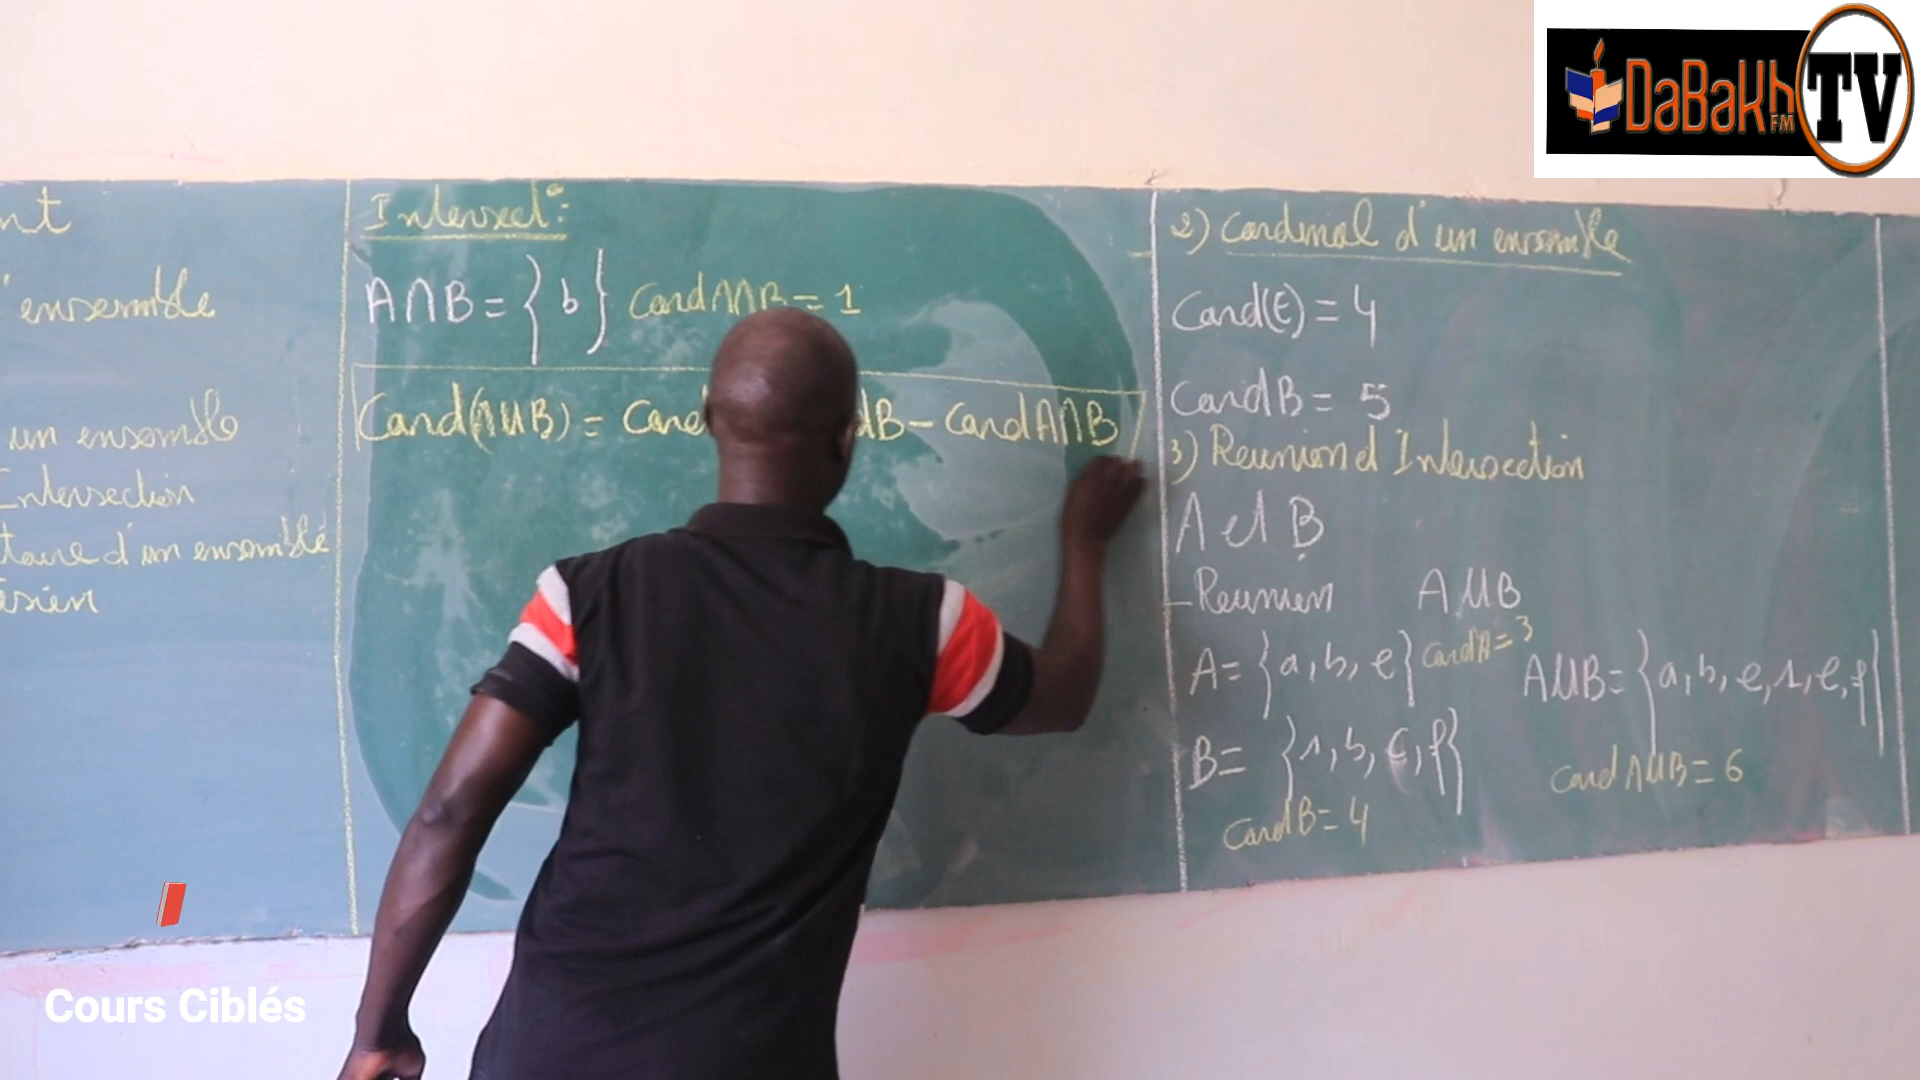 DaBaKh FM TV
nt
'ensemble
un ensemble
Intersection
taire d'un ensemble
ésien
Intersect°:
A∩B = { b } Card A∩B = 1
Card(A∪B) = Card dB - Card A∩B
2) Cardinal d'un ensemble
Card(E) = 4
Card B = 5
3) Reunion et Intersection
A et B
- Reunion A∪B
A = {a, b, e} Card A = 3 A∪B = {a, b, e, 1, c, f}
B = {1, b, c, f}
Card A∪B = 6
Card B = 4
Cours Ciblés